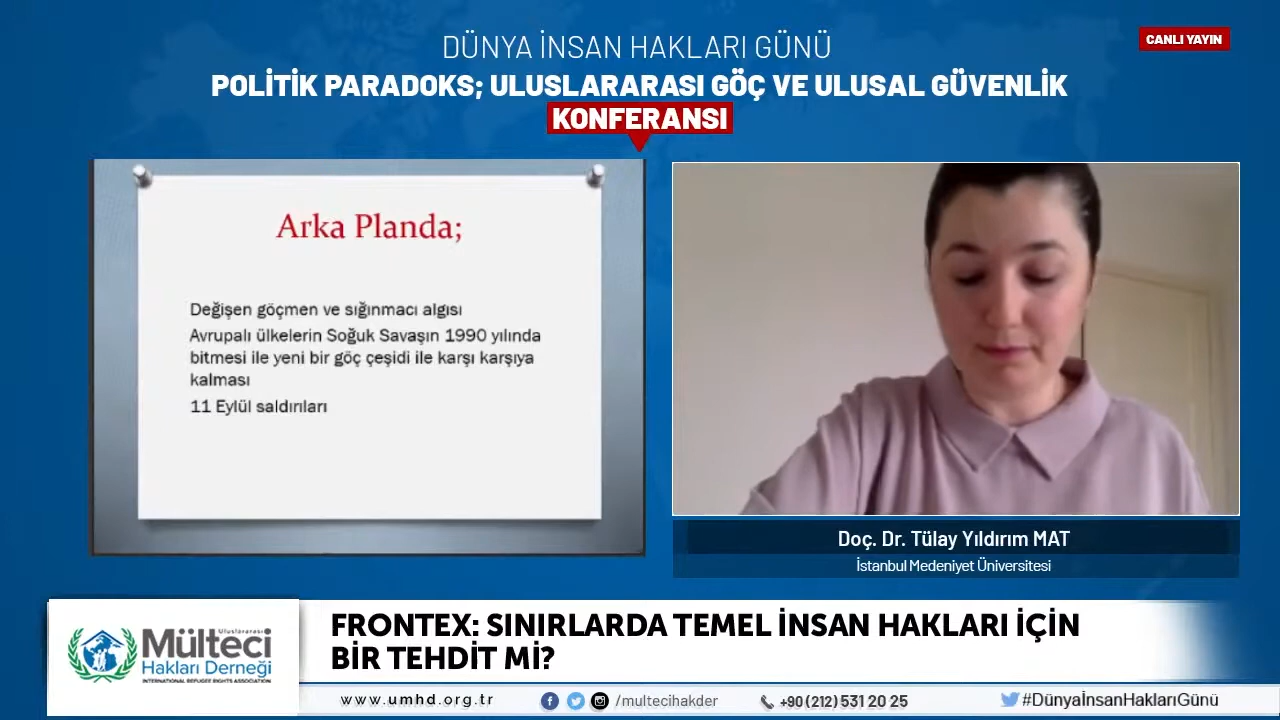 DÜNYA İNSAN HAKLARI GÜNÜ
CANLI YAYIN
POLİTİK PARADOKS; ULUSLARARASI GÖÇ VE ULUSAL GÜVENLİK
KONFERANSI
Arka Planda;
Değişen göçmen ve sığınmacı algısı
Avrupalı ülkelerin Soğuk Savaşın 1990 yılında
bitmesi ile yeni bir göç çeşidi ile karşı karşıya
kalması
11 Eylül saldırıları
Doç. Dr. Tülay Yıldırım MAT
İstanbul Medeniyet Üniversitesi
Uluslararası
Mülteci
Hakları Derneği
INTERNATIONAL REFUGEE RIGHTS ASSOCIATION
FRONTEX: SINIRLARDA TEMEL İNSAN HAKLARI İÇİN
BİR TEHDİT Mİ?
www.umhd.org.tr
/multecihakder
+90 (212) 531 20 25
#DünyaİnsanHaklarıGünü